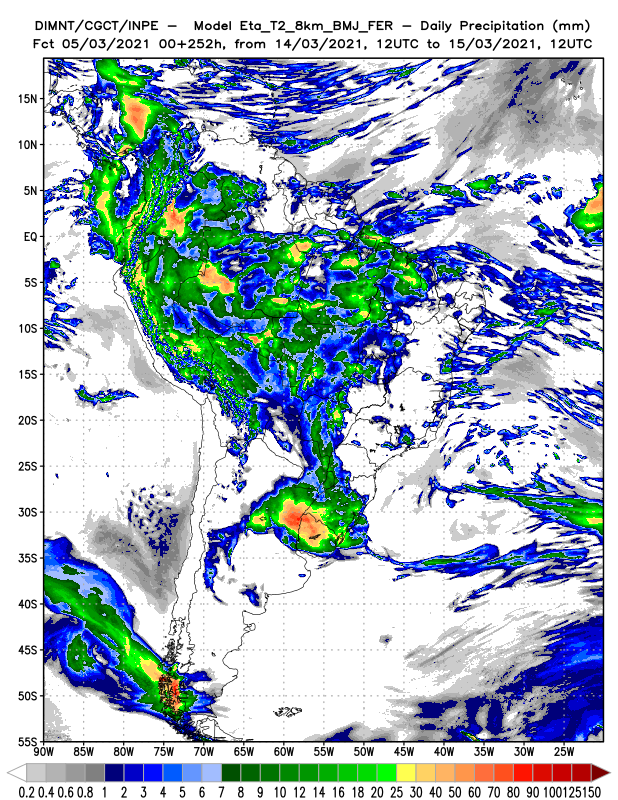 DIMNT/CGCT/INPE – Model Eta_T2_8km_BMJ_FER – Daily Precipitation (mm)
Fct 05/03/2021 00+252h, from 14/03/2021, 12UTC to 15/03/2021, 12UTC
15N
10N
5N
EQ
5S
10S
15S
20S
25S
30S
35S
40S
45S
50S
55S
90W 85W 80W 75W 70W 65W 60W 55W 50W 45W 40W 35W 30W 25W
0.2 0.4 0.6 0.8 1 2 3 4 5 6 7 8 9 10 12 14 16 18 20 25 30 40 50 60 70 80 90 100 125 150